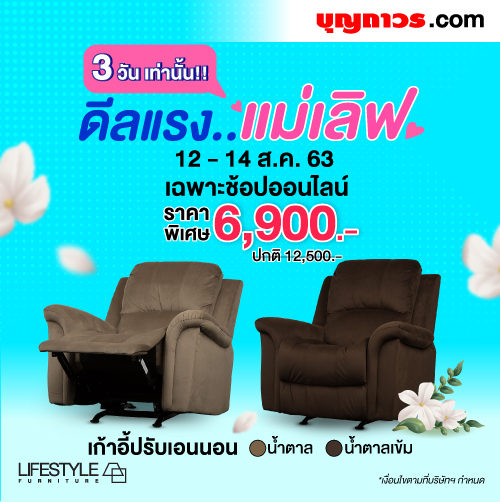 บุญถาวร.com
3 วัน เท่านั้น!!
ดีลแรง..แม่เลิฟ
12 - 14 ส.ค. 63
เฉพาะช้อปออนไลน์
ราคา
พิเศษ 6,900.-
ปกติ 12,500.-
เก้าอี้ปรับเอนนอน น้ำตาล น้ำตาลเข้ม
LIFESTYLE
FURNITURE
*เงื่อนไขตามที่บริษัทฯ กำหนด